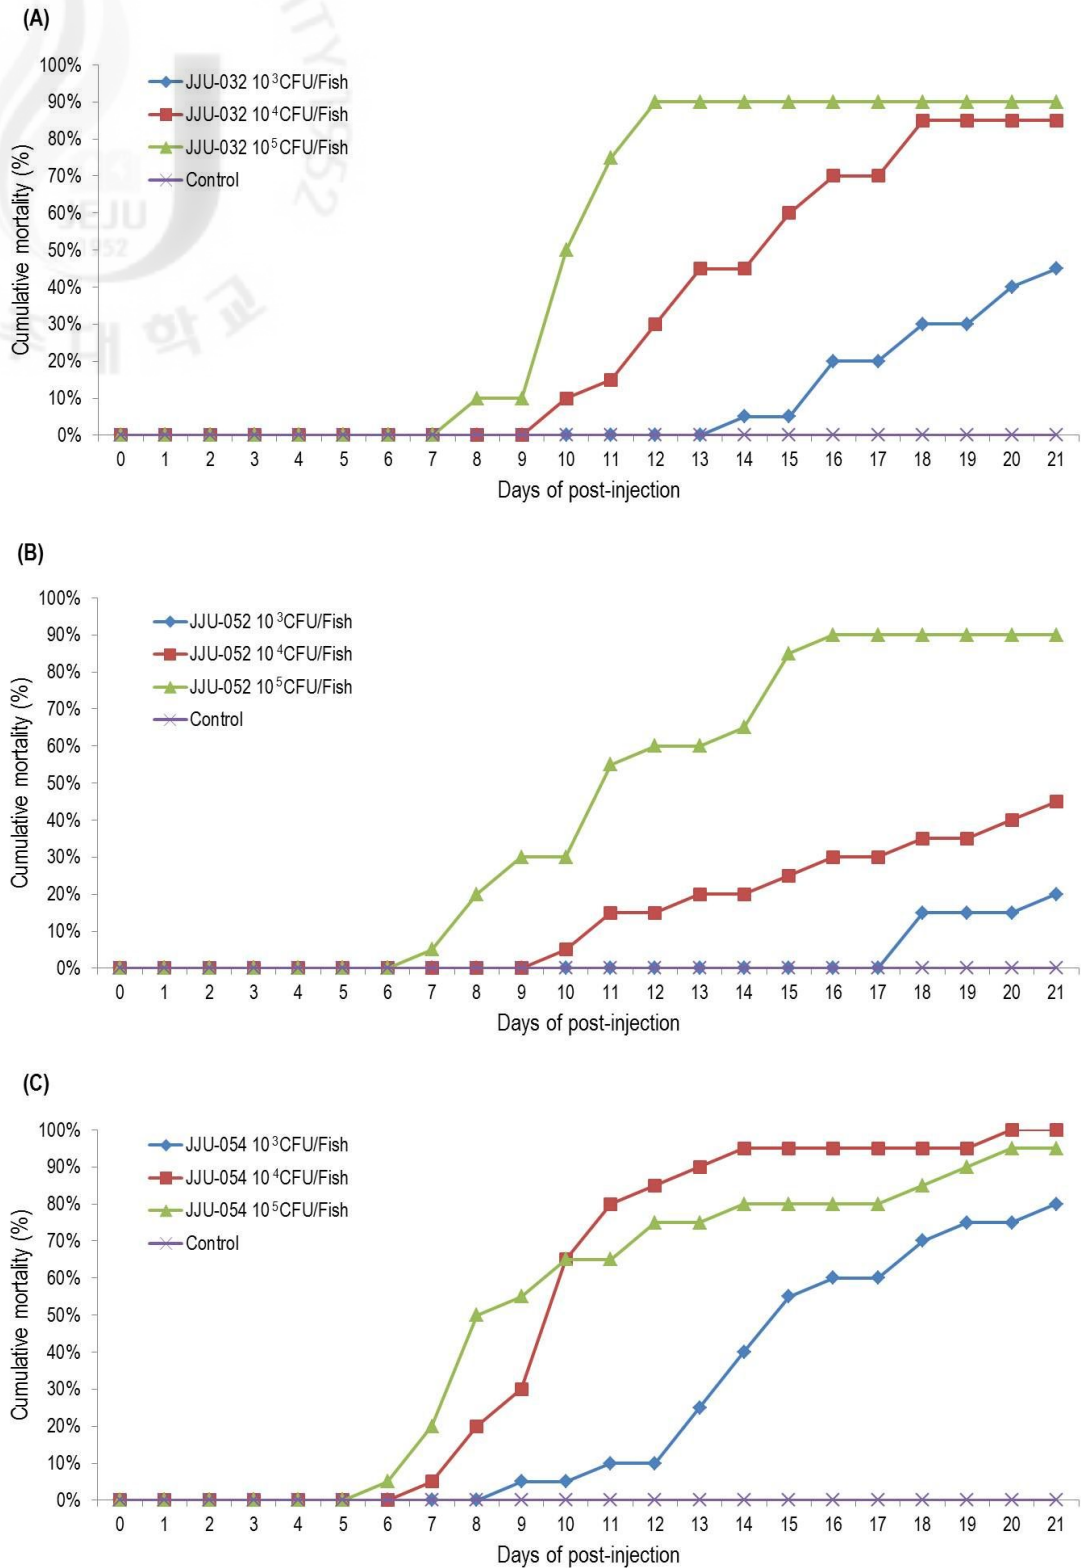 (A)
100%
90%
80%
70%
60%
50%
40%
30%
20%
10%
0%
Cumulative mortality (%)
JJU-032 10³CFU/Fish
JJU-032 10⁴CFU/Fish
JJU-032 10⁵CFU/Fish
Control
JEJU
1952
0 1 2 3 4 5 6 7 8 9 10 11 12 13 14 15 16 17 18 19 20 21
Days of post-injection
(B)
100%
90%
80%
70%
60%
50%
40%
30%
20%
10%
0%
Cumulative mortality (%)
JJU-052 10³CFU/Fish
JJU-052 10⁴CFU/Fish
JJU-052 10⁵CFU/Fish
Control
0 1 2 3 4 5 6 7 8 9 10 11 12 13 14 15 16 17 18 19 20 21
Days of post-injection
(C)
100%
90%
80%
70%
60%
50%
40%
30%
20%
10%
0%
Cumulative mortality (%)
JJU-054 10³CFU/Fish
JJU-054 10⁴CFU/Fish
JJU-054 10⁵CFU/Fish
Control
0 1 2 3 4 5 6 7 8 9 10 11 12 13 14 15 16 17 18 19 20 21
Days of post-injection